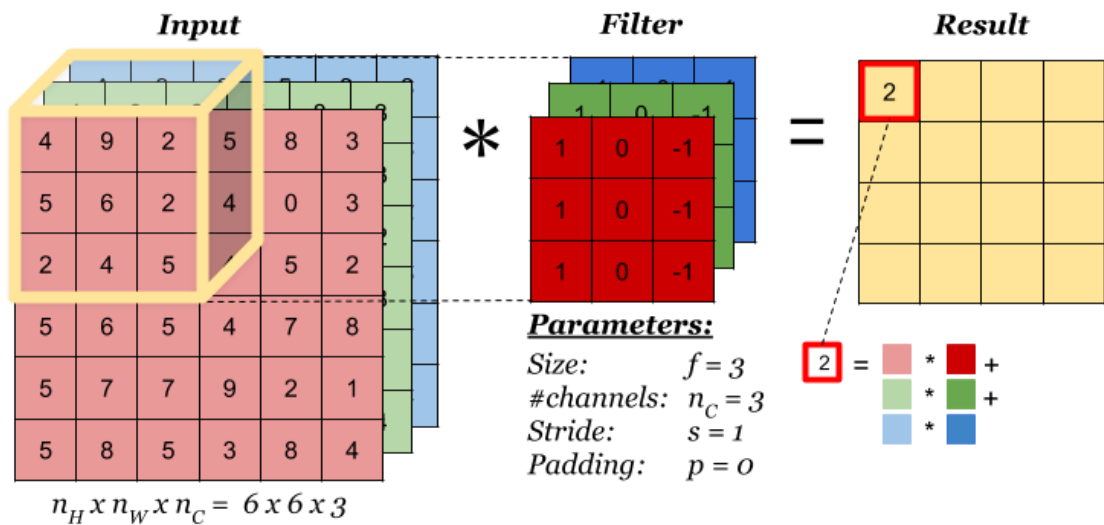 Input Filter Result
4 9 2 5 8 3
5 6 2 4 0 3
2 4 5 5 2
5 6 5 4 7 8
5 7 7 9 2 1
5 8 5 3 8 4
n_H x n_W x n_C = 6 x 6 x 3
*
1 0 -1
1 0 -1
1 0 -1
1 0 -1
Parameters:
Size: f = 3
#channels: n_C = 3
Stride: s = 1
Padding: p = 0
=
2
2 = * +
* +
*